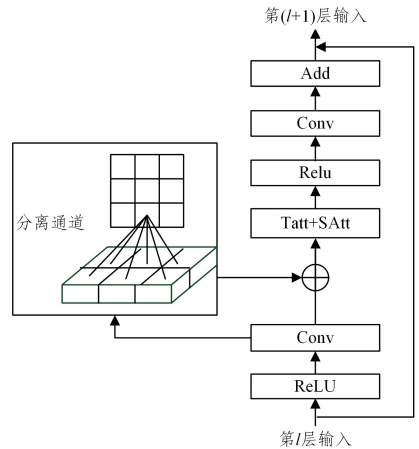 第(l+1)层输入
Add
Conv
Relu
Tatt+SAtt
分离通道
Conv
ReLU
第l层输入